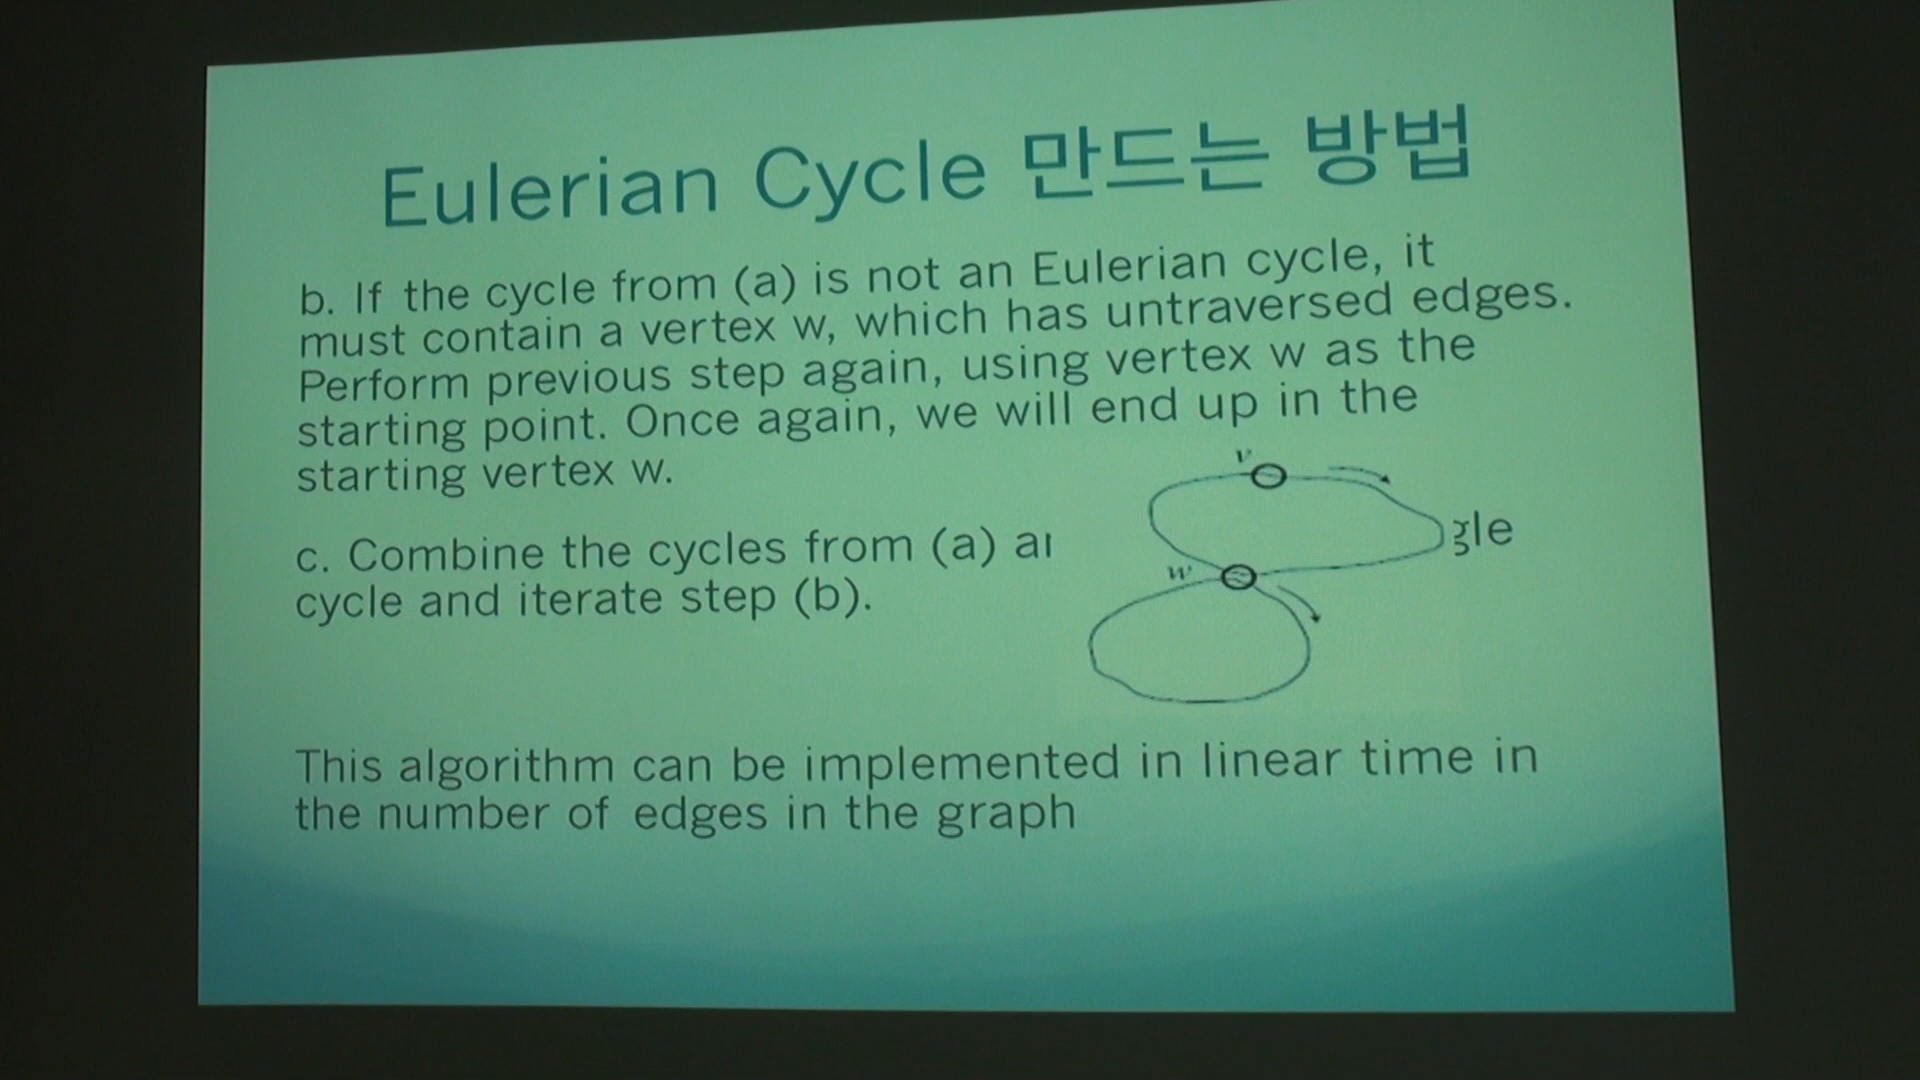 Eulerian Cycle 만드는 방법
b. If the cycle from (a) is not an Eulerian cycle, it
must contain a vertex w, which has untraversed edges.
Perform previous step again, using vertex w as the
starting point. Once again, we will end up in the
starting vertex w.
v
c. Combine the cycles from (a)
w
cycle and iterate step (b).
This algorithm can be implemented in linear time in
the number of edges in the graph